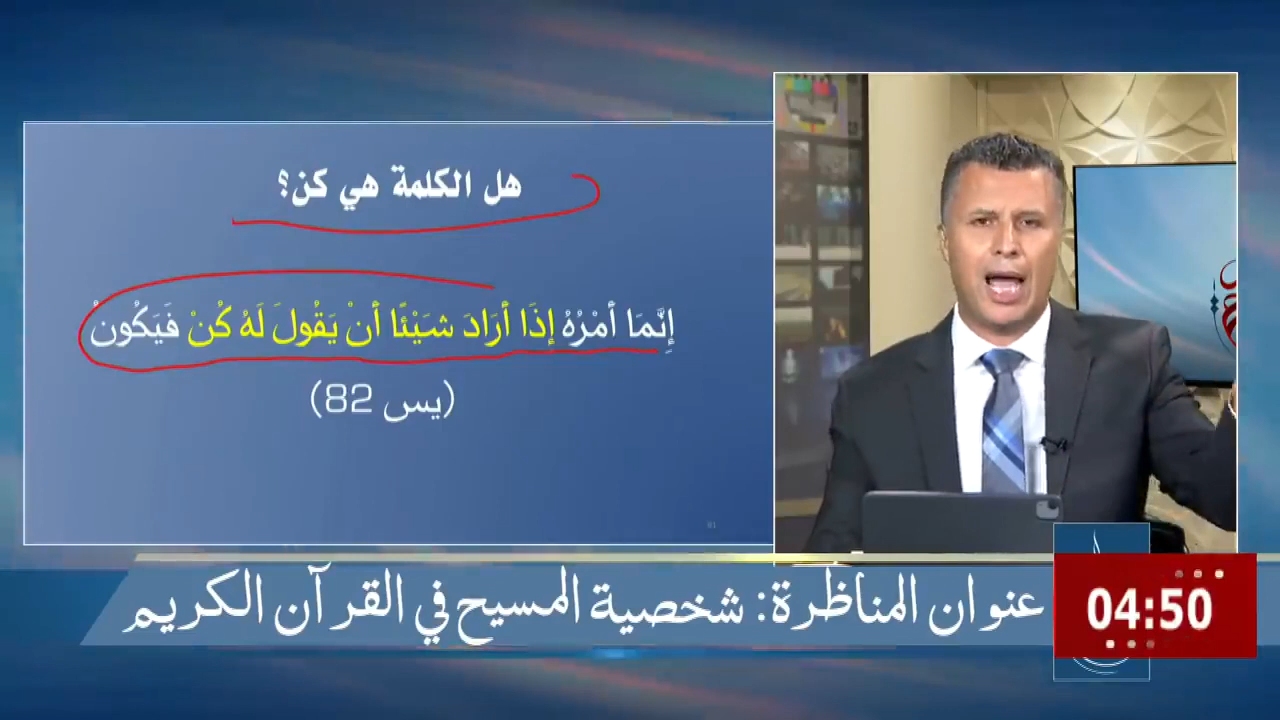 هل الكلمة هي كن؟
إِنَّمَا أَمْرُهُ إِذَا أَرَادَ شَيْئًا أَنْ يَقُولَ لَهُ كُنْ فَيَكُونُ
(يس 82)
عنوان المناظرة: شخصية المسيح في القرآن الكريم
04:50